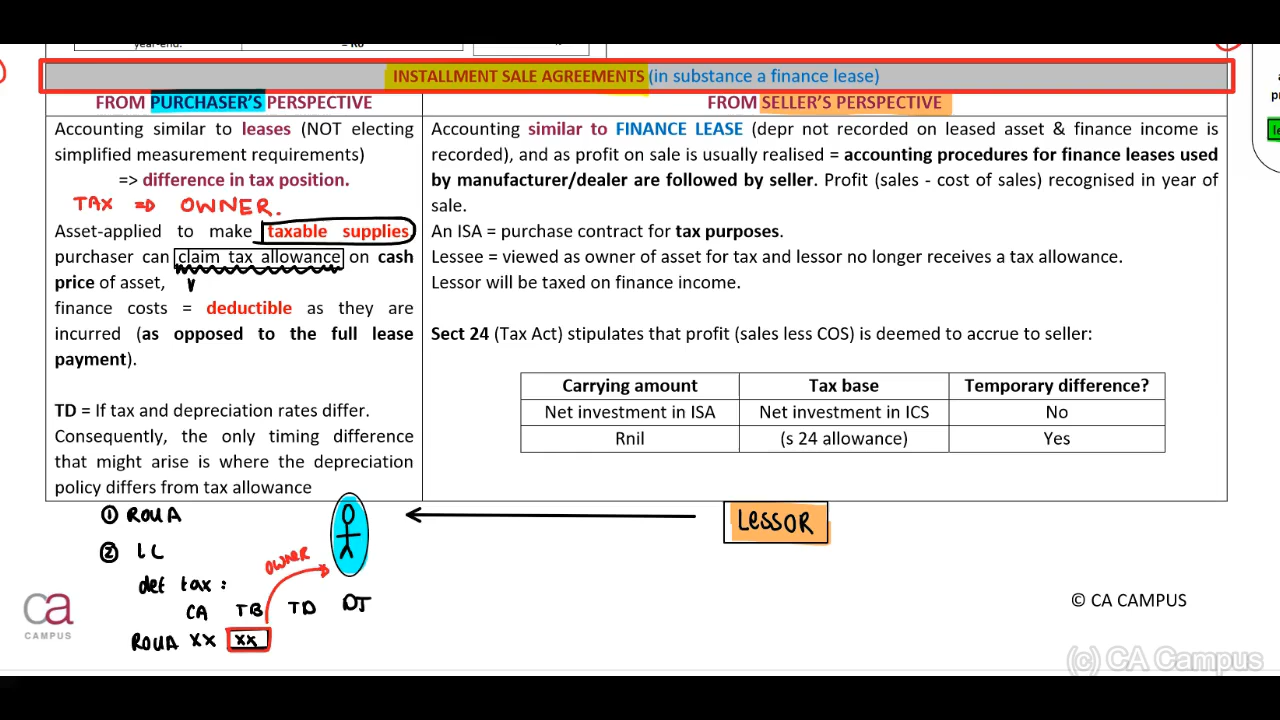 year-end.
= R0
INSTALLMENT SALE AGREEMENTS (in substance a finance lease)
FROM PURCHASER'S PERSPECTIVE
Accounting similar to leases (NOT electing
simplified measurement requirements)
=> difference in tax position.
TAX => OWNER.
Asset-applied to make taxable supplies,
purchaser can claim tax allowance on cash
price of asset,
finance costs = deductible as they are
incurred (as opposed to the full lease
payment).
TD = If tax and depreciation rates differ.
Consequently, the only timing difference
that might arise is where the depreciation
policy differs from tax allowance
FROM SELLER'S PERSPECTIVE
Accounting similar to FINANCE LEASE (depr not recorded on leased asset & finance income is
recorded), and as profit on sale is usually realised = accounting procedures for finance leases used
by manufacturer/dealer are followed by seller. Profit (sales - cost of sales) recognised in year of
sale.
An ISA = purchase contract for tax purposes.
Lessee = viewed as owner of asset for tax and lessor no longer receives a tax allowance.
Lessor will be taxed on finance income.
Sect 24 (Tax Act) stipulates that profit (sales less COS) is deemed to accrue to seller:
Carrying amount Tax base Temporary difference?
Net investment in ISA Net investment in ICS No
Rnil (s 24 allowance) Yes
① ROUA
② LL
def tax :
CA TB TD DT
ROUA XX XX
OWNER
LESSOR
ca
CAMPUS
© CA CAMPUS
(c) CA Campus